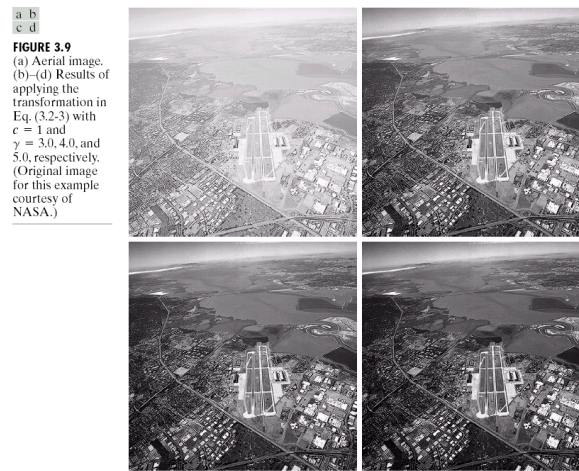 a b
c d
FIGURE 3.9
(a) Aerial image.
(b)–(d) Results of
applying the
transformation in
Eq. (3.2-3) with
c = 1 and
γ = 3.0, 4.0, and
5.0, respectively.
(Original image
for this example
courtesy of
NASA.)